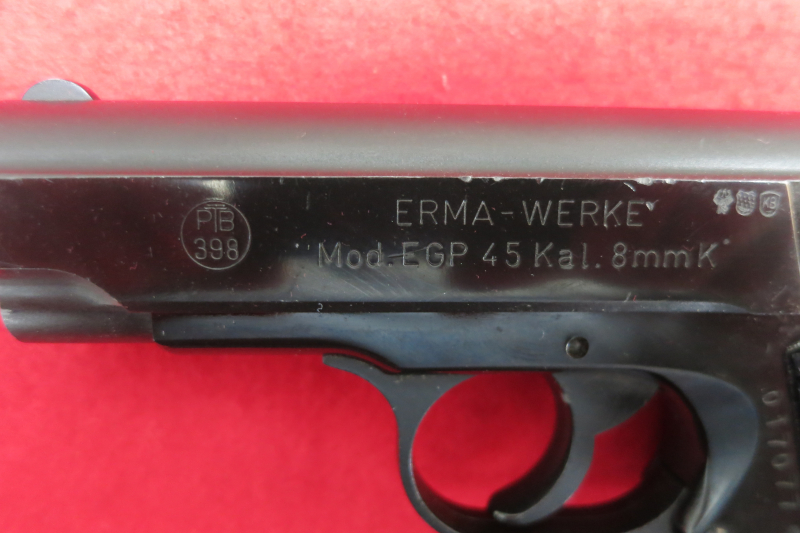 PTB
398
ERMA-WERKE
Mod. EGP 45 Kal. 8mmK